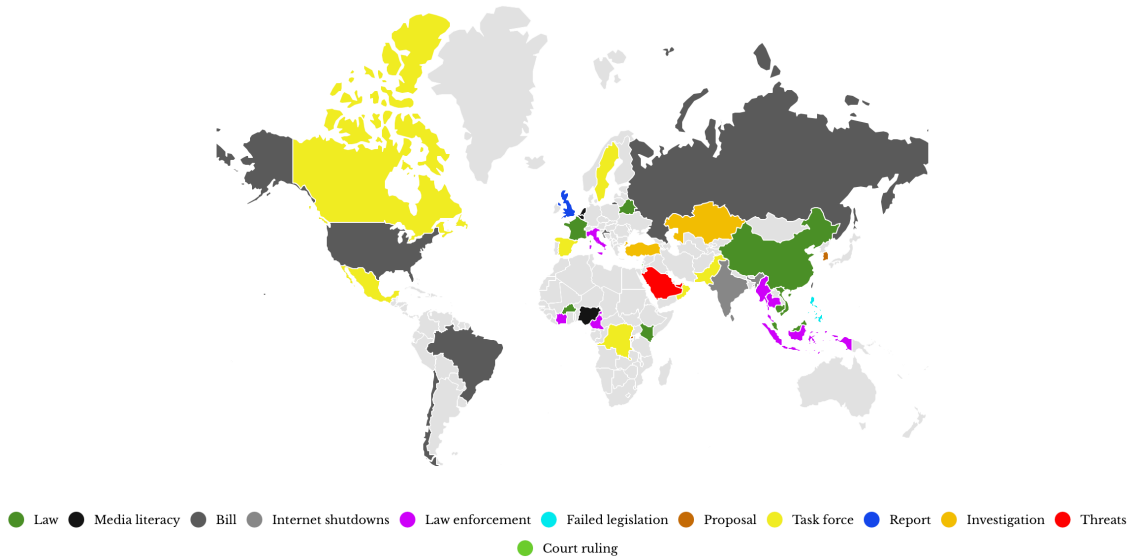 Law Media literacy Bill Internet shutdowns Law enforcement Failed legislation Proposal Task force Report Investigation Threats
Court ruling